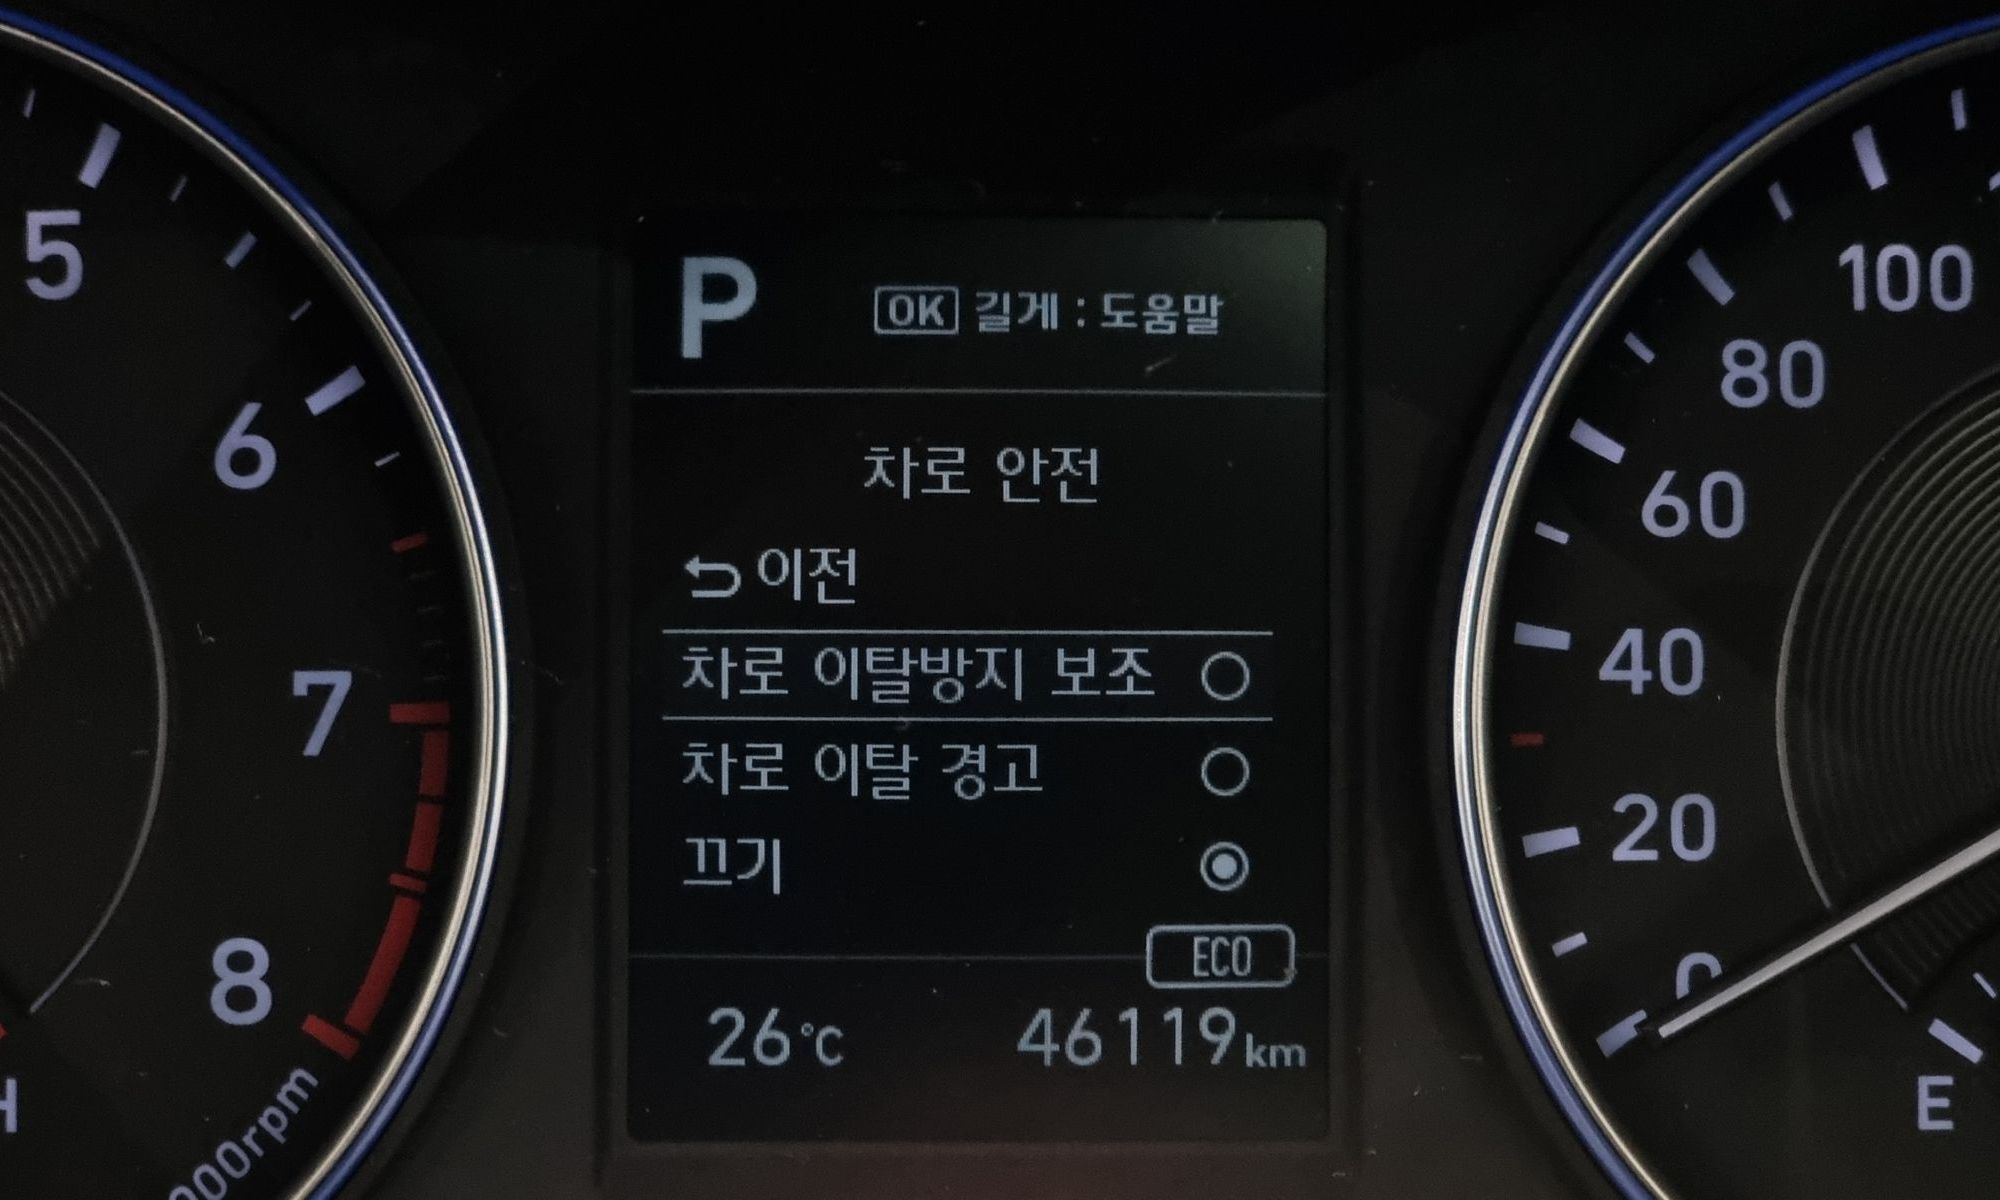 P
OK 길게 : 도움말
차로 안전
이전
차로 이탈방지 보조
차로 이탈 경고
끄기
ECO
26°C 46119km
5
6
7
8
100
80
60
40
20
0
E
H
000rpm